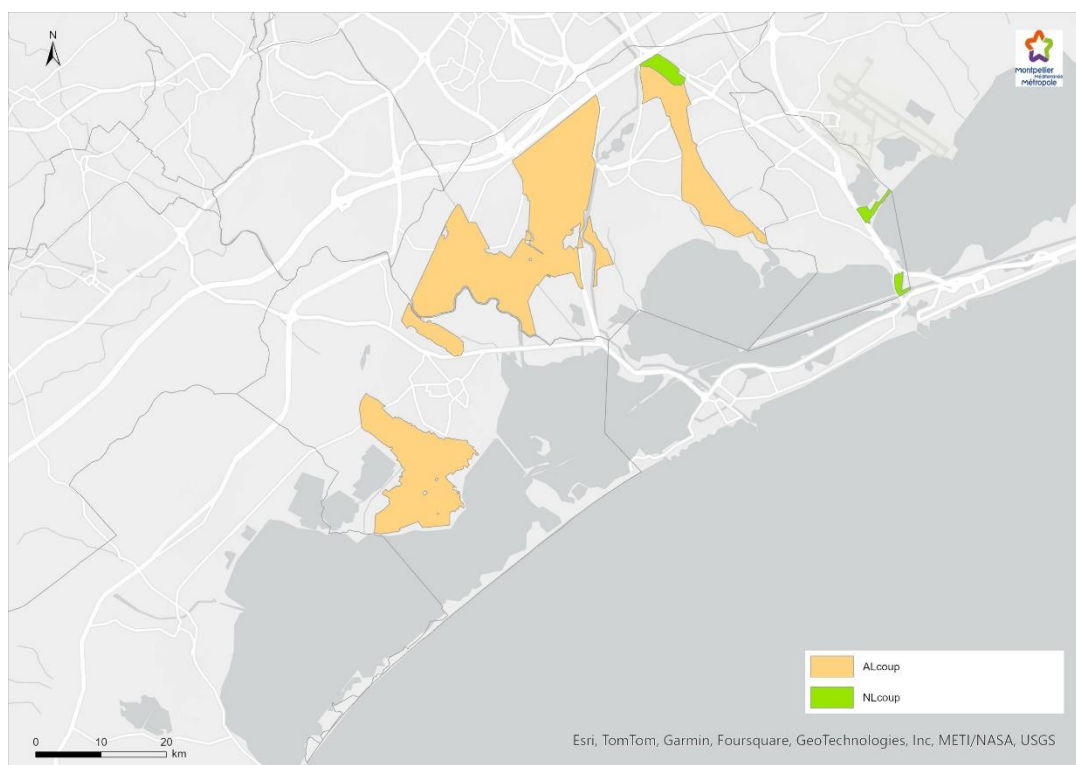 N
Montpellier
Méditerranée
Métropole
ALcoup
NLcoup
0 10 20
km
Esri, TomTom, Garmin, Foursquare, GeoTechnologies, Inc, METI/NASA, USGS